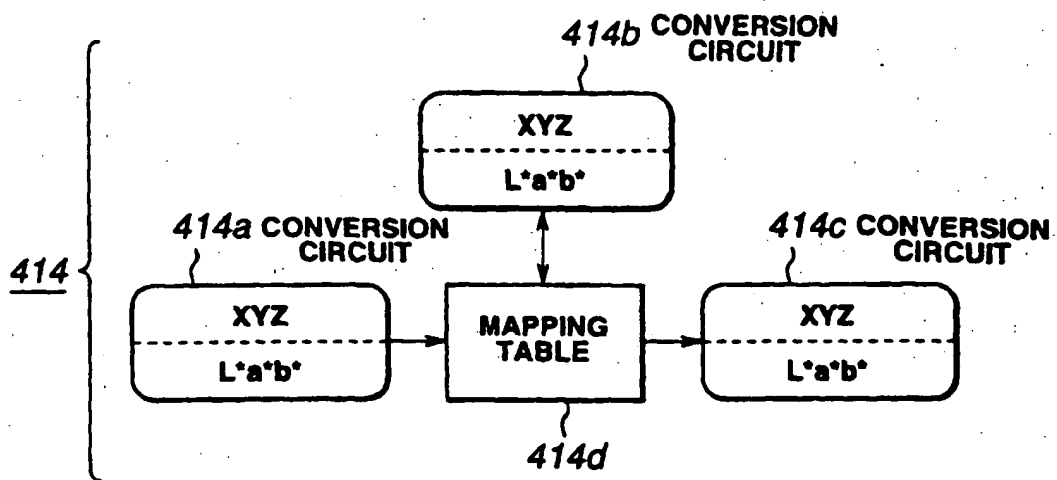 414b CONVERSION
CIRCUIT
XYZ
L*a*b*
414a CONVERSION
CIRCUIT
414c CONVERSION
CIRCUIT
414
XYZ
L*a*b*
MAPPING
TABLE
XYZ
L*a*b*
414d